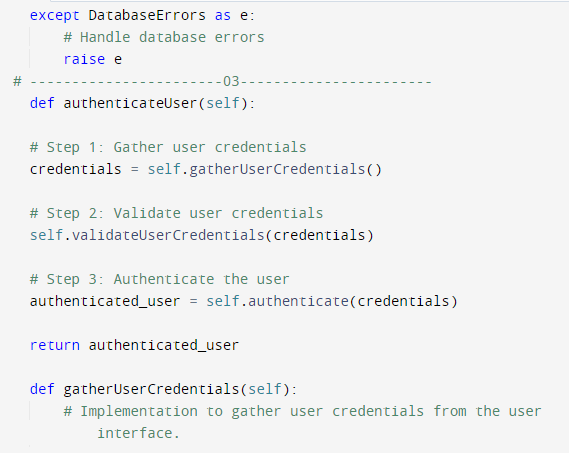 except DatabaseErrors as e:
# Handle database errors
raise e
# -----------------------03-----------------------
def authenticateUser(self):
# Step 1: Gather user credentials
credentials = self.gatherUserCredentials()
# Step 2: Validate user credentials
self.validateUserCredentials(credentials)
# Step 3: Authenticate the user
authenticated_user = self.authenticate(credentials)
return authenticated_user
def gatherUserCredentials(self):
# Implementation to gather user credentials from the user
interface.